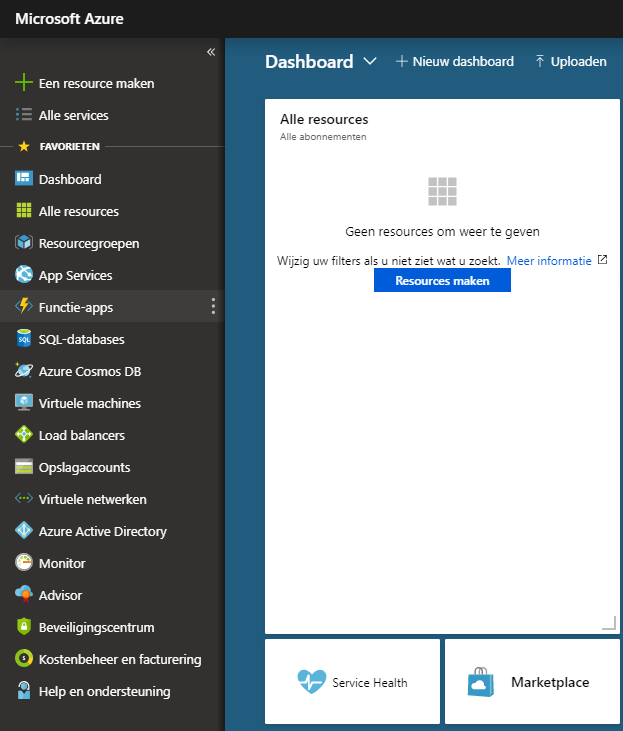 Microsoft Azure
«
Een resource maken
Alle services
FAVORIETEN
Dashboard
Alle resources
Resourcegroepen
App Services
Functie-apps
SQL-databases
Azure Cosmos DB
Virtuele machines
Load balancers
Opslagaccounts
Virtuele netwerken
Azure Active Directory
Monitor
Advisor
Beveiligingscentrum
Kostenbeheer en facturering
Help en ondersteuning
Dashboard
Nieuw dashboard
Uploaden
Alle resources
Alle abonnementen
Geen resources om weer te geven
Wijzig uw filters als u niet ziet wat u zoekt. Meer informatie
Resources maken
Service Health
Marketplace